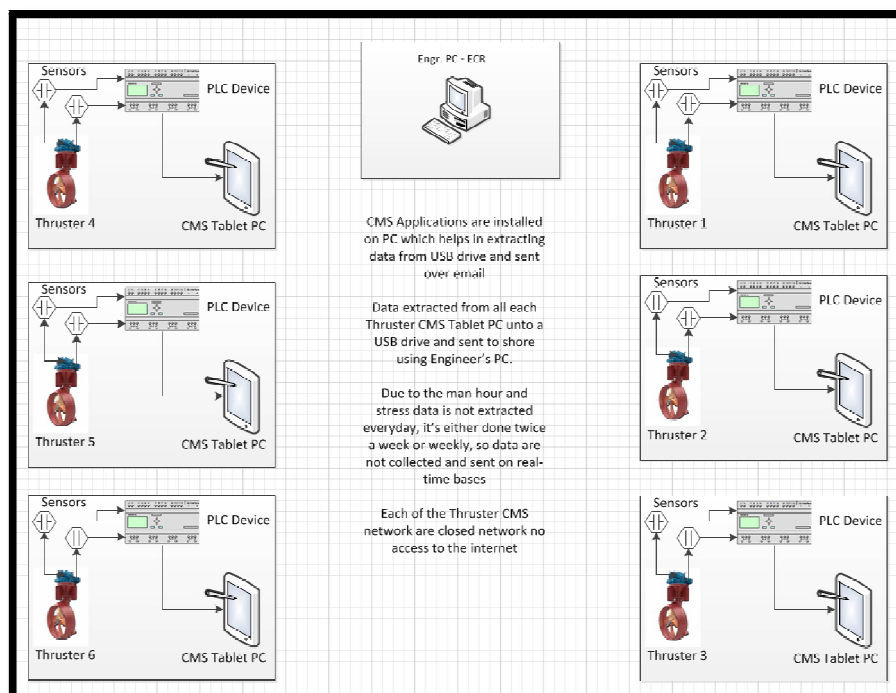 Sensors
PLC Device
Thruster 4
CMS Tablet PC
Sensors
PLC Device
Thruster 5
CMS Tablet PC
Sensors
PLC Device
Thruster 6
CMS Tablet PC
Engr. PC - ECR
CMS Applications are installed
on PC which helps in extracting
data from USB drive and sent
over email
Data extracted from all each
Thruster CMS Tablet PC unto a
USB drive and sent to shore
using Engineer's PC.
Due to the man hour and
stress data is not extracted
everyday, it's either done twice
a week or weekly, so data are
not collected and sent on real-
time bases
Each of the Thruster CMS
network are closed network no
access to the internet
Sensors
PLC Device
Thruster 1
CMS Tablet PC
Sensors
PLC Device
Thruster 2
CMS Tablet PC
Sensors
PLC Device
Thruster 3
CMS Tablet PC